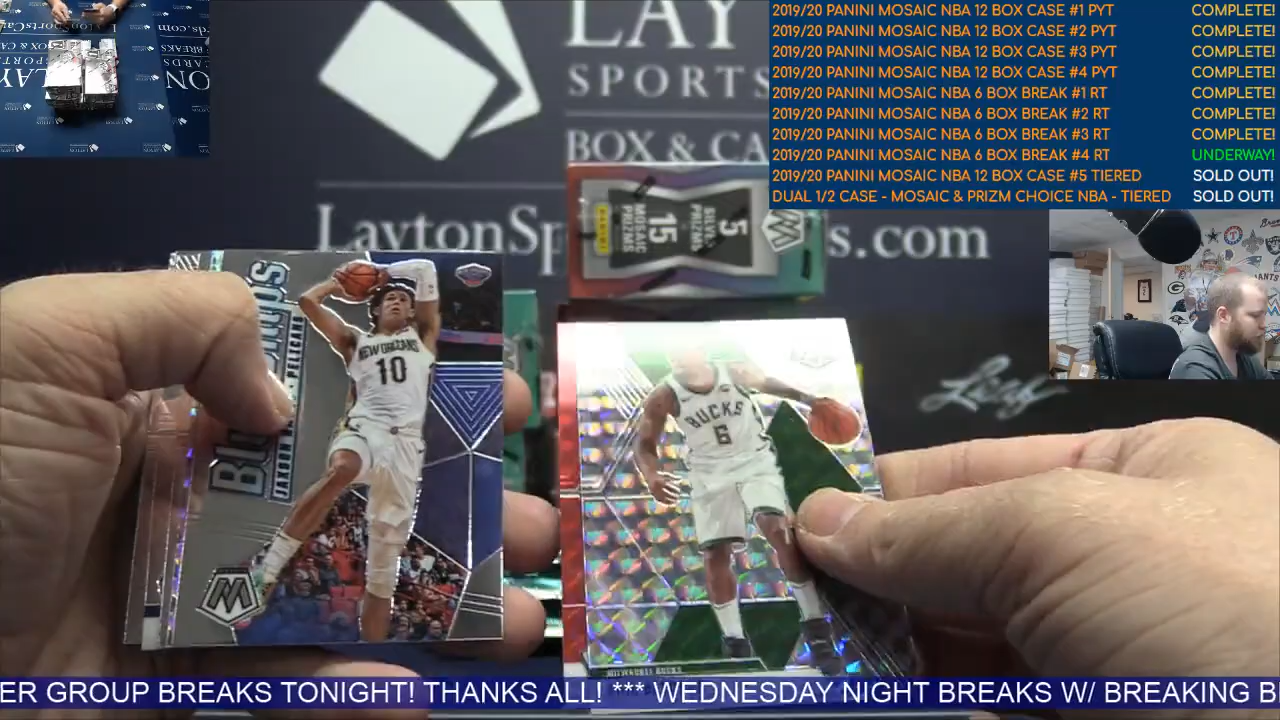 2019/20 PANINI MOSAIC NBA 12 BOX CASE #1 PYT COMPLETE!
2019/20 PANINI MOSAIC NBA 12 BOX CASE #2 PYT COMPLETE!
2019/20 PANINI MOSAIC NBA 12 BOX CASE #3 PYT COMPLETE!
2019/20 PANINI MOSAIC NBA 12 BOX CASE #4 PYT COMPLETE!
2019/20 PANINI MOSAIC NBA 6 BOX BREAK #1 RT COMPLETE!
2019/20 PANINI MOSAIC NBA 6 BOX BREAK #2 RT COMPLETE!
2019/20 PANINI MOSAIC NBA 6 BOX BREAK #3 RT COMPLETE!
2019/20 PANINI MOSAIC NBA 6 BOX BREAK #4 RT UNDERWAY!
2019/20 PANINI MOSAIC NBA 12 BOX CASE #5 TIERED SOLD OUT!
DUAL 1/2 CASE - MOSAIC & PRIZM CHOICE NBA - TIERED SOLD OUT!
LAY
SPORTS
BOX & CA
LaytonSp s.com
5 SILVER PRIZMS
15 MOSAIC PRIZMS
PANINI
Leaf
NEW ORLEANS
10
PELICANS
JAXSON
M
BUCKS
6
MILWAUKEE BUCKS
ER GROUP BREAKS TONIGHT! THANKS ALL! *** WEDNESDAY NIGHT BREAKS W/ BREAKING B